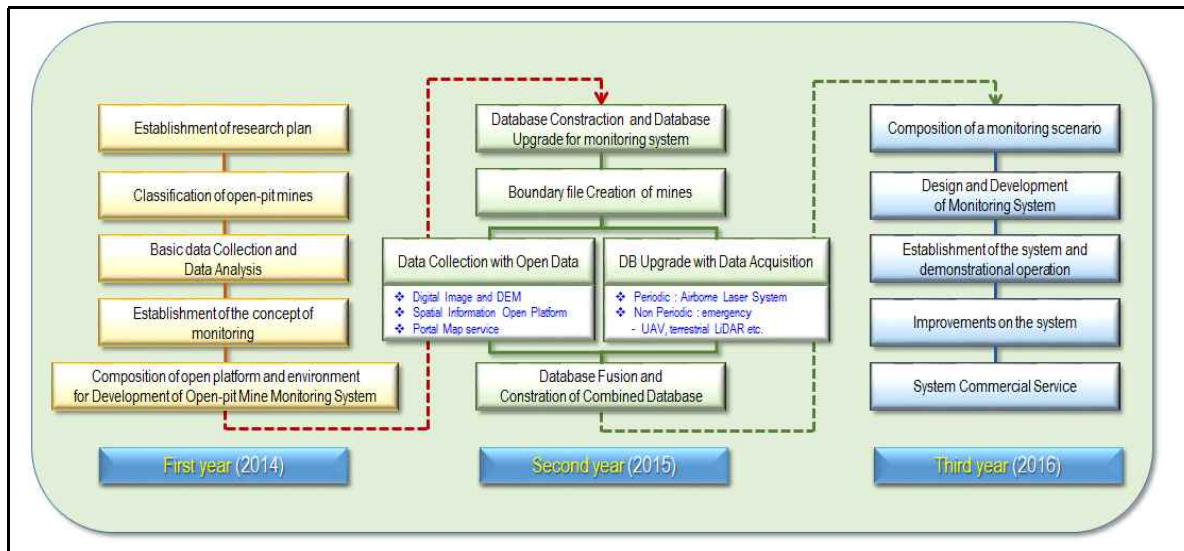 Establishment of research plan
Classification of open-pit mines
Basic data Collection and
Data Analysis
Establishment of the concept of
monitoring
Composition of open platform and environment
for Development of Open-pit Mine Monitoring System
First year (2014)
Database Constraction and Database
Upgrade for monitoring system
Boundary file Creation of mines
Data Collection with Open Data
❖ Digital Image and DEM
❖ Spatial Information Open Platform
❖ Portal Map service
DB Upgrade with Data Acquisition
❖ Periodic : Airborne Laser System
❖ Non Periodic : emergency
- UAV, terrestrial LiDAR etc.
Database Fusion and
Constration of Combined Database
Second year (2015)
Composition of a monitoring scenario
Design and Development
of Monitoring System
Establishment of the system and
demonstrational operation
Improvements on the system
System Commercial Service
Third year (2016)